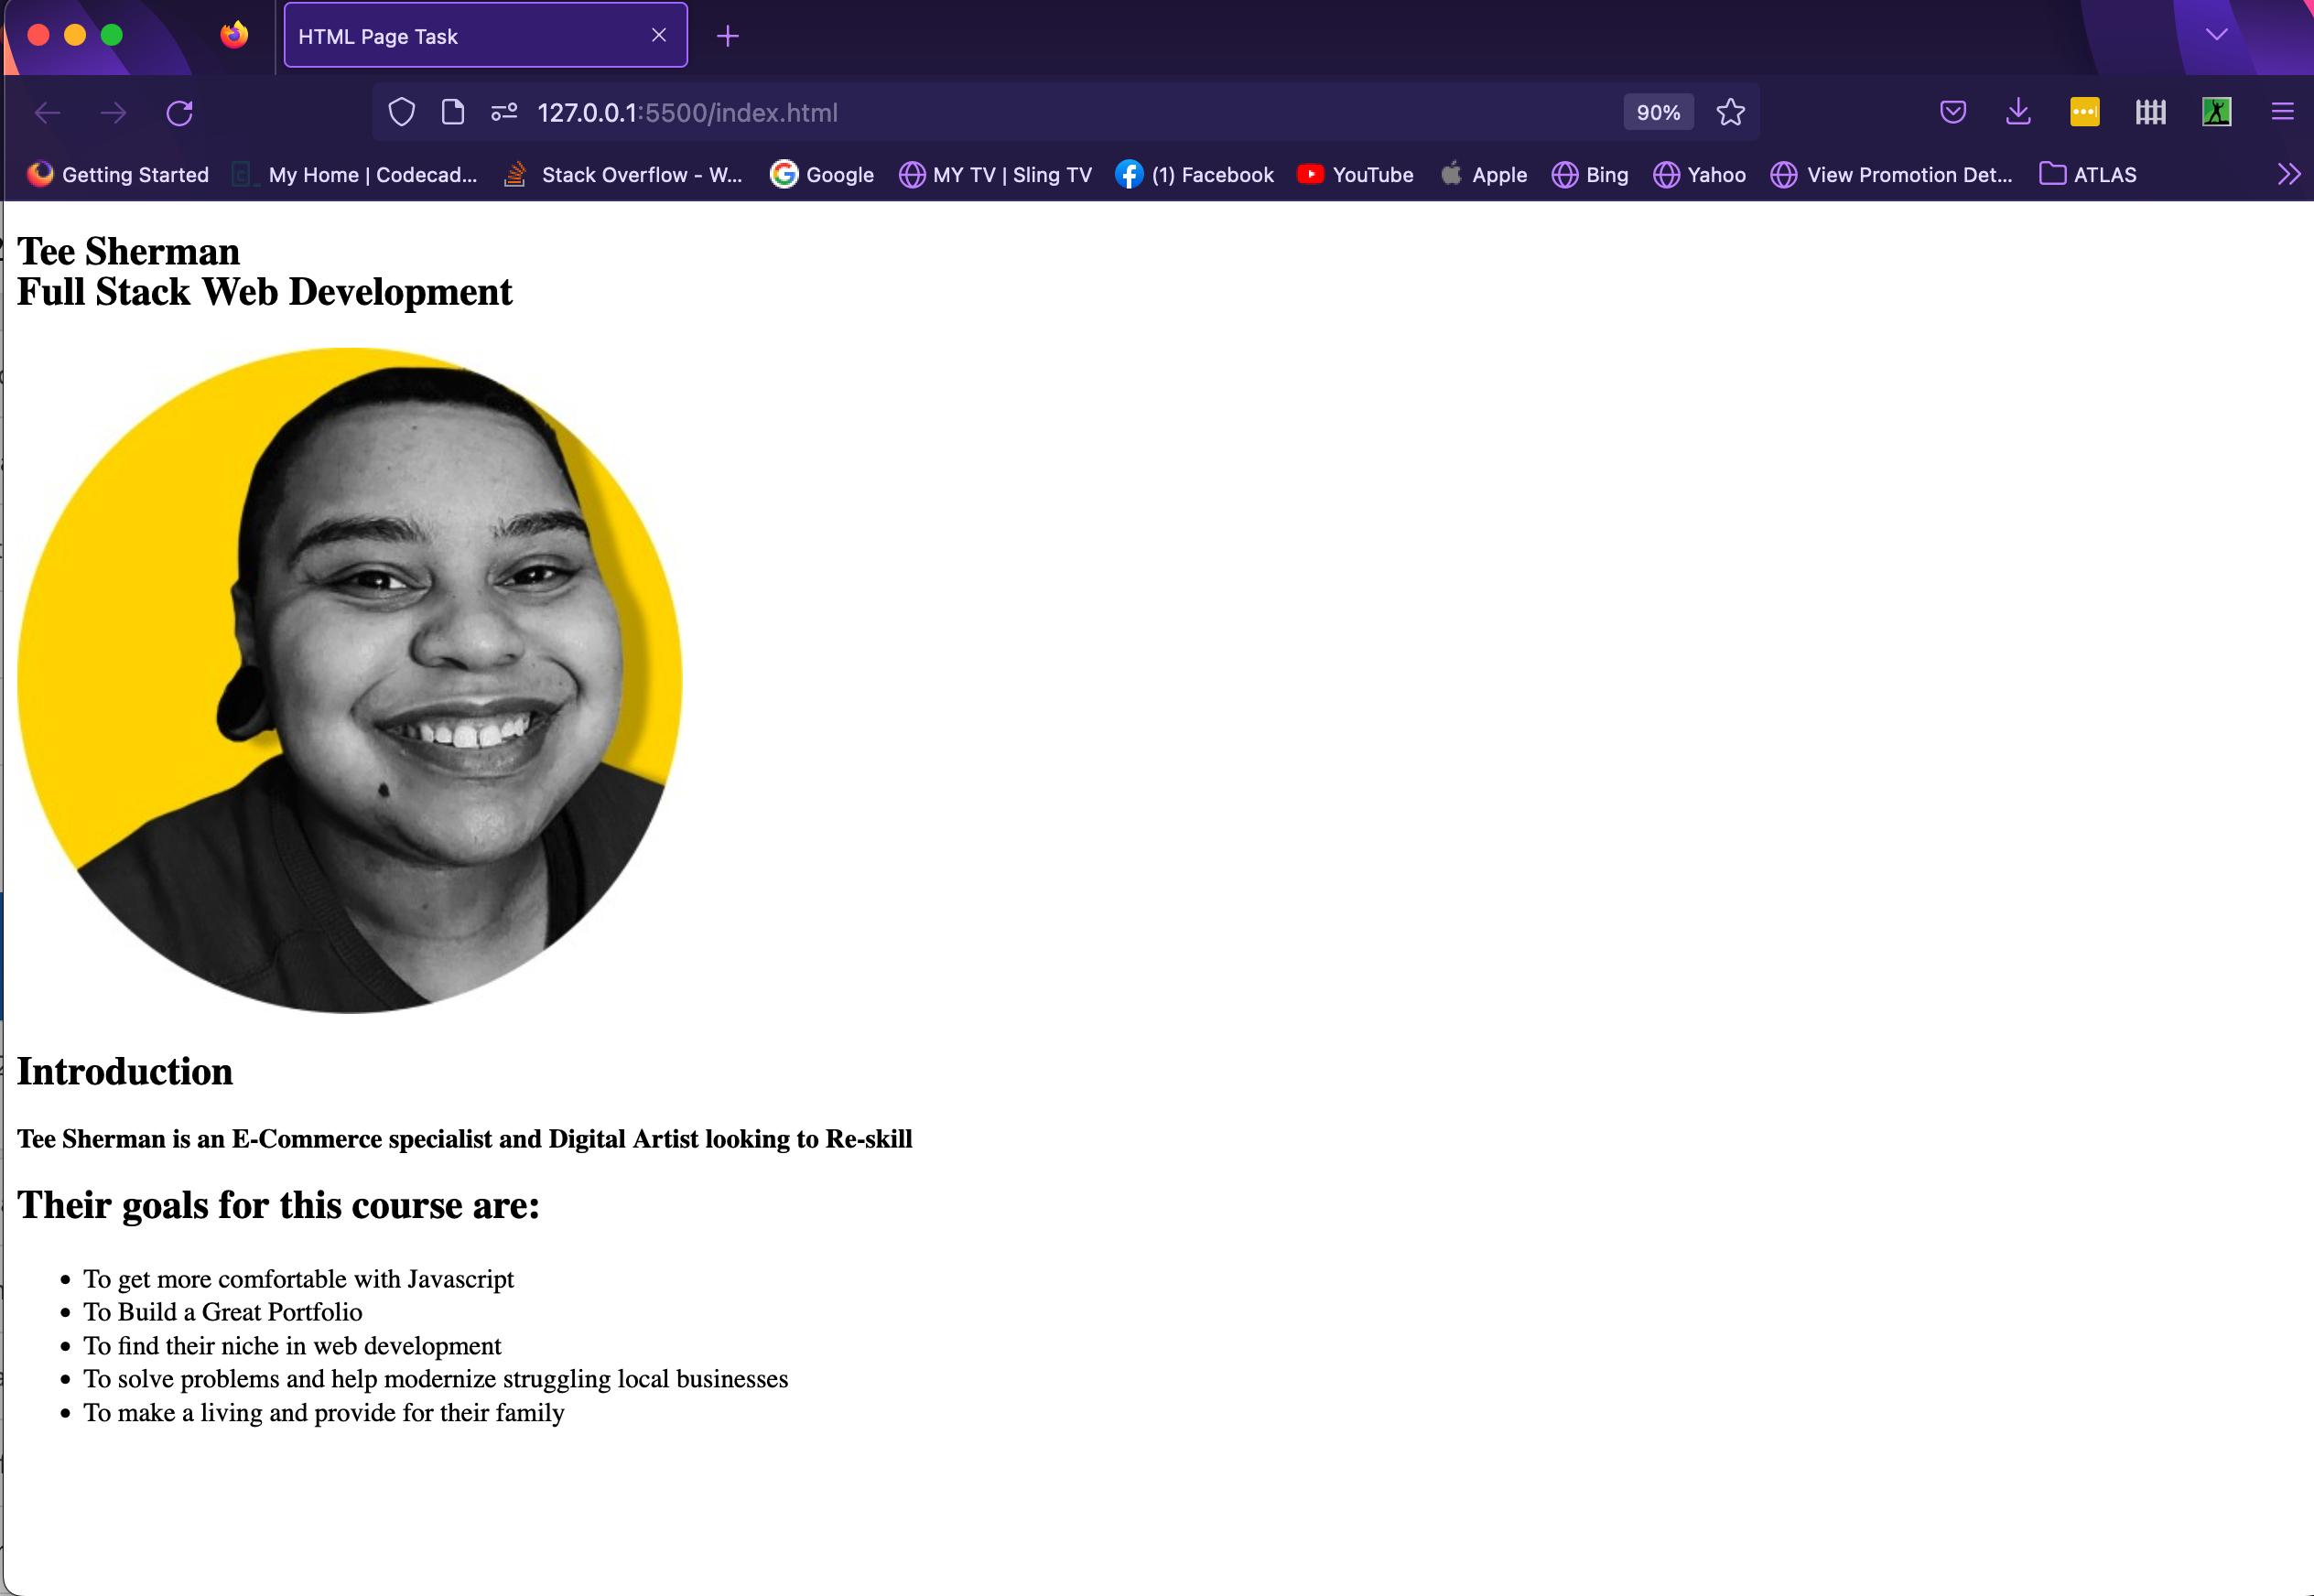 HTML Page Task
127.0.0.1:5500/index.html
90%
Getting Started
My Home | Codecad...
Stack Overflow - W...
Google
MY TV | Sling TV
(1) Facebook
YouTube
Apple
Bing
Yahoo
View Promotion Det...
ATLAS
Tee Sherman
Full Stack Web Development
Introduction
Tee Sherman is an E-Commerce specialist and Digital Artist looking to Re-skill
Their goals for this course are:
• To get more comfortable with Javascript
• To Build a Great Portfolio
• To find their niche in web development
• To solve problems and help modernize struggling local businesses
• To make a living and provide for their family